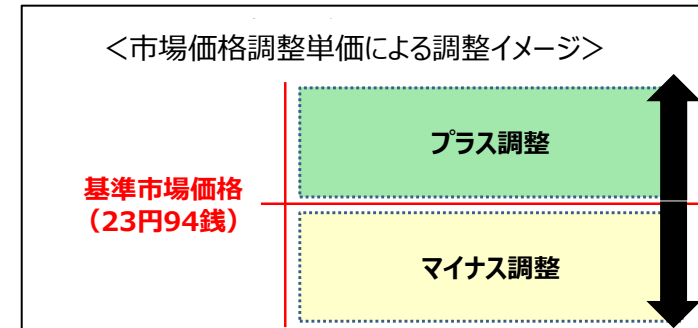 ＜市場価格調整単価による調整イメージ＞
プラス調整
基準市場価格
（23円94銭）
マイナス調整